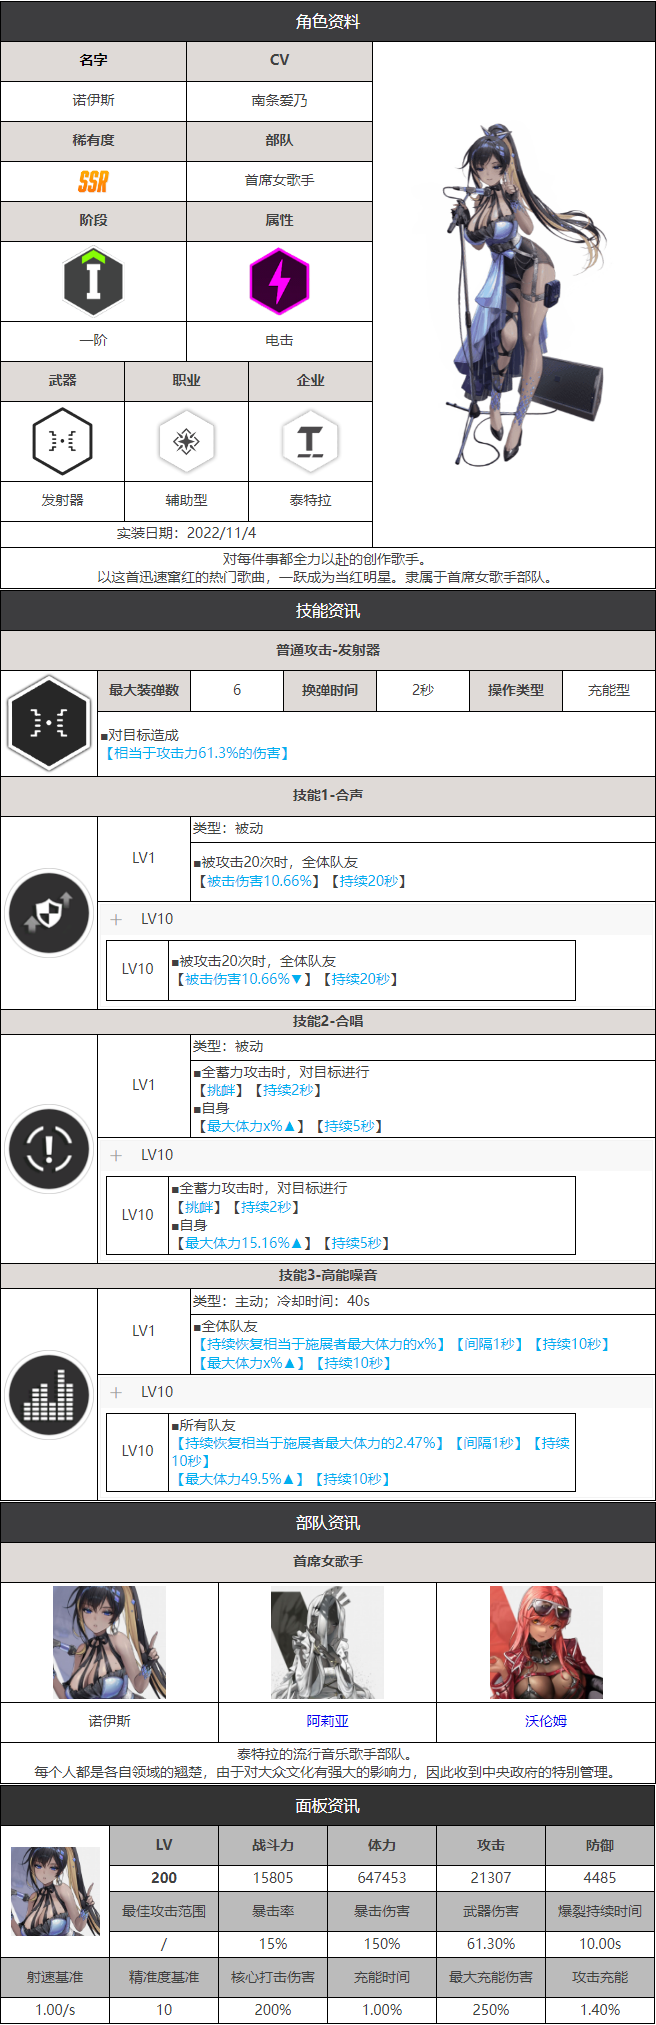 角色资料
名字 CV
诺伊斯 南条爱乃
稀有度 部队
SSR 首席女歌手
阶段 属性
I
一阶 电击
武器 职业 企业
T
发射器 辅助型 泰特拉
实装日期：2022/11/4
对每件事都全力以赴的创作歌手。
以这首迅速窜红的热门歌曲，一跃成为当红明星。隶属于首席女歌手部队。
技能资讯
普通攻击-发射器
最大装弹数 6 换弹时间 2秒 操作类型 充能型
■对目标造成
【相当于攻击力61.3%的伤害】
技能1-合声
类型：被动
LV1
■被攻击20次时，全体队友
【被击伤害10.66%】【持续20秒】
＋ LV10
LV10
■被攻击20次时，全体队友
【被击伤害10.66%▼】【持续20秒】
技能2-合唱
类型：被动
LV1
■全蓄力攻击时，对目标进行
【挑衅】【持续2秒】
■自身
【最大体力x%▲】【持续5秒】
＋ LV10
LV10
■全蓄力攻击时，对目标进行
【挑衅】【持续2秒】
■自身
【最大体力15.16%▲】【持续5秒】
技能3-高能噪音
类型：主动；冷却时间：40s
LV1
■全体队友
【持续恢复相当于施展者最大体力的x%】【间隔1秒】【持续10秒】
【最大体力x%▲】【持续10秒】
＋ LV10
LV10
■所有队友
【持续恢复相当于施展者最大体力的2.47%】【间隔1秒】【持续
10秒】
【最大体力49.5%▲】【持续10秒】
部队资讯
首席女歌手
诺伊斯 阿莉亚 沃伦姆
泰特拉的流行音乐歌手部队。
每个人都是各自领域的翘楚，由于对大众文化有强大的影响力，因此收到中央政府的特别管理。
面板资讯
LV 战斗力 体力 攻击 防御
200 15805 647453 21307 4485
最佳攻击范围 暴击率 暴击伤害 武器伤害 爆裂持续时间
/ 15% 150% 61.30% 10.00s
射速基准 精准度基准 核心打击伤害 充能时间 最大充能伤害 攻击充能
1.00/s 10 200% 1.00% 250% 1.40%